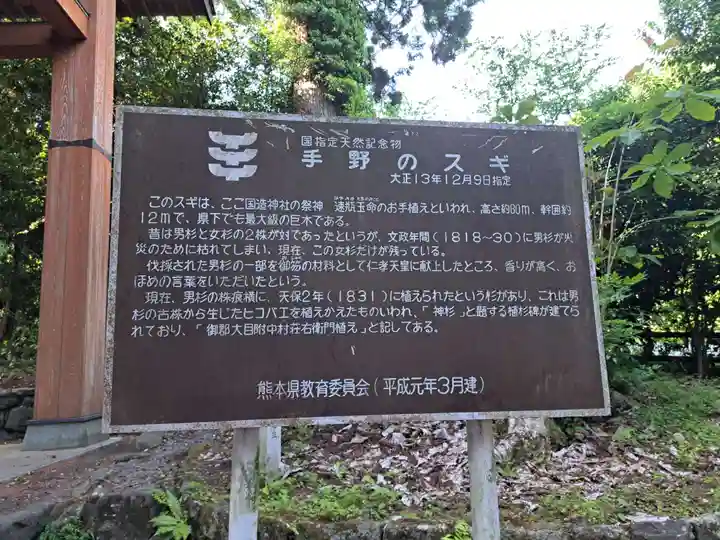 国指定天然記念物
手野のスギ
大正13年12月9日指定
このスギは、ここ国造神社の祭神 速瓶玉命のお手植えといわれ、高さ約60m、幹囲約
12mで、県下でも最大級の巨木である。
昔は男杉と女杉の2株が対であったというが、文政年間(1818〜30)に男杉が火
災のために枯れてしまい、現在、この女杉だけが残っている。
伐採された男杉の一部を御笏の材料として仁孝天皇に献上したところ、香りが高く、お
ほめの言葉をいただいたという。
現在、男杉の株痕横に、天保2年(1831)に植えられたという杉があり、これは男
杉の古株から生じたヒコバエを植えかえたものいわれ、「神杉」と題する植杉碑が建てら
れており、「御郡大目附中村荘右衛門植え」と記してある。
熊本県教育委員会(平成元年3月建)